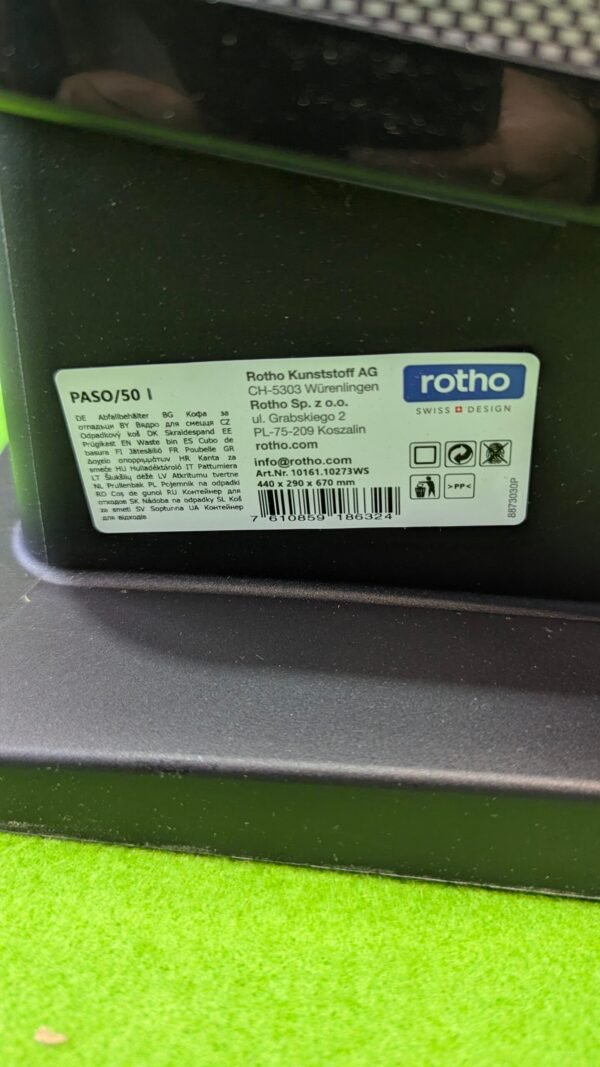 PASO/50 l
DE Abfallbehälter BG Кофа за
отпадъци BY Вядро для смецця CZ
Odpadkový koš DK Skraldespand EE
Prügikast EN Waste bin ES Cubo de
basura FI Jätesäiliö FR Poubelle GR
Δοχείο απορριμμάτων HR Kanta za
smeće HU Hulladéktároló IT Pattumiera
LT Šiukšlių dėžė LV Atkritumu tvertne
NL Prullenbak PL Pojemnik na odpadki
RO Coș de gunoi RU Контейнер для
отходов SK Nádoba na odpadky SL Koš
za smeti SV Soptunna UA Контейнер
для відходів
Rotho Kunststoff AG
CH-5303 Würenlingen
Rotho Sp. z o.o.
ul. Grabskiego 2
PL-75-209 Koszalin
rotho.com
info@rotho.com
Art.Nr. 10161.10273WS
440 x 290 x 670 mm
7 610859 186324
rotho
SWISS DESIGN
>PP<
8873030P